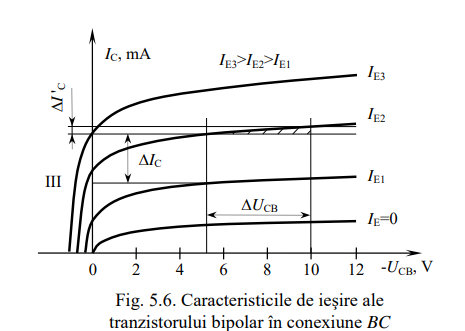 I_C, mA
I_E3>I_E2>I_E1
I_E3
ΔI'_C
I_E2
ΔI_C
III
I_E1
ΔU_CB
I_E=0
0 2 4 6 8 10 12 -U_CB, V
Fig. 5.6. Caracteristicile de ieşire ale
tranzistorului bipolar în conexiune BC